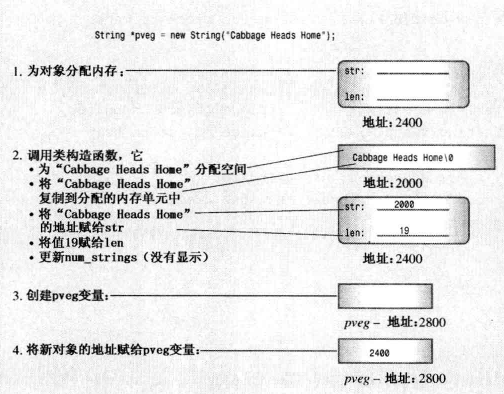 String *pveg = new String("Cabbage Heads Home");
1. 为对象分配内存：
str:
len:
地址：2400
2. 调用类构造函数，它
• 为“Cabbage Heads Home”分配空间
• 将“Cabbage Heads Home”
复制到分配的内存单元中
• 将“Cabbage Heads Home”
的地址赋给str
• 将值19赋给len
• 更新num_strings（没有显示）
Cabbage Heads Home\0
地址：2000
str: 2000
len: 19
地址：2400
3. 创建pveg变量：
pveg – 地址：2800
4. 将新对象的地址赋给pveg变量：
2400
pveg – 地址：2800